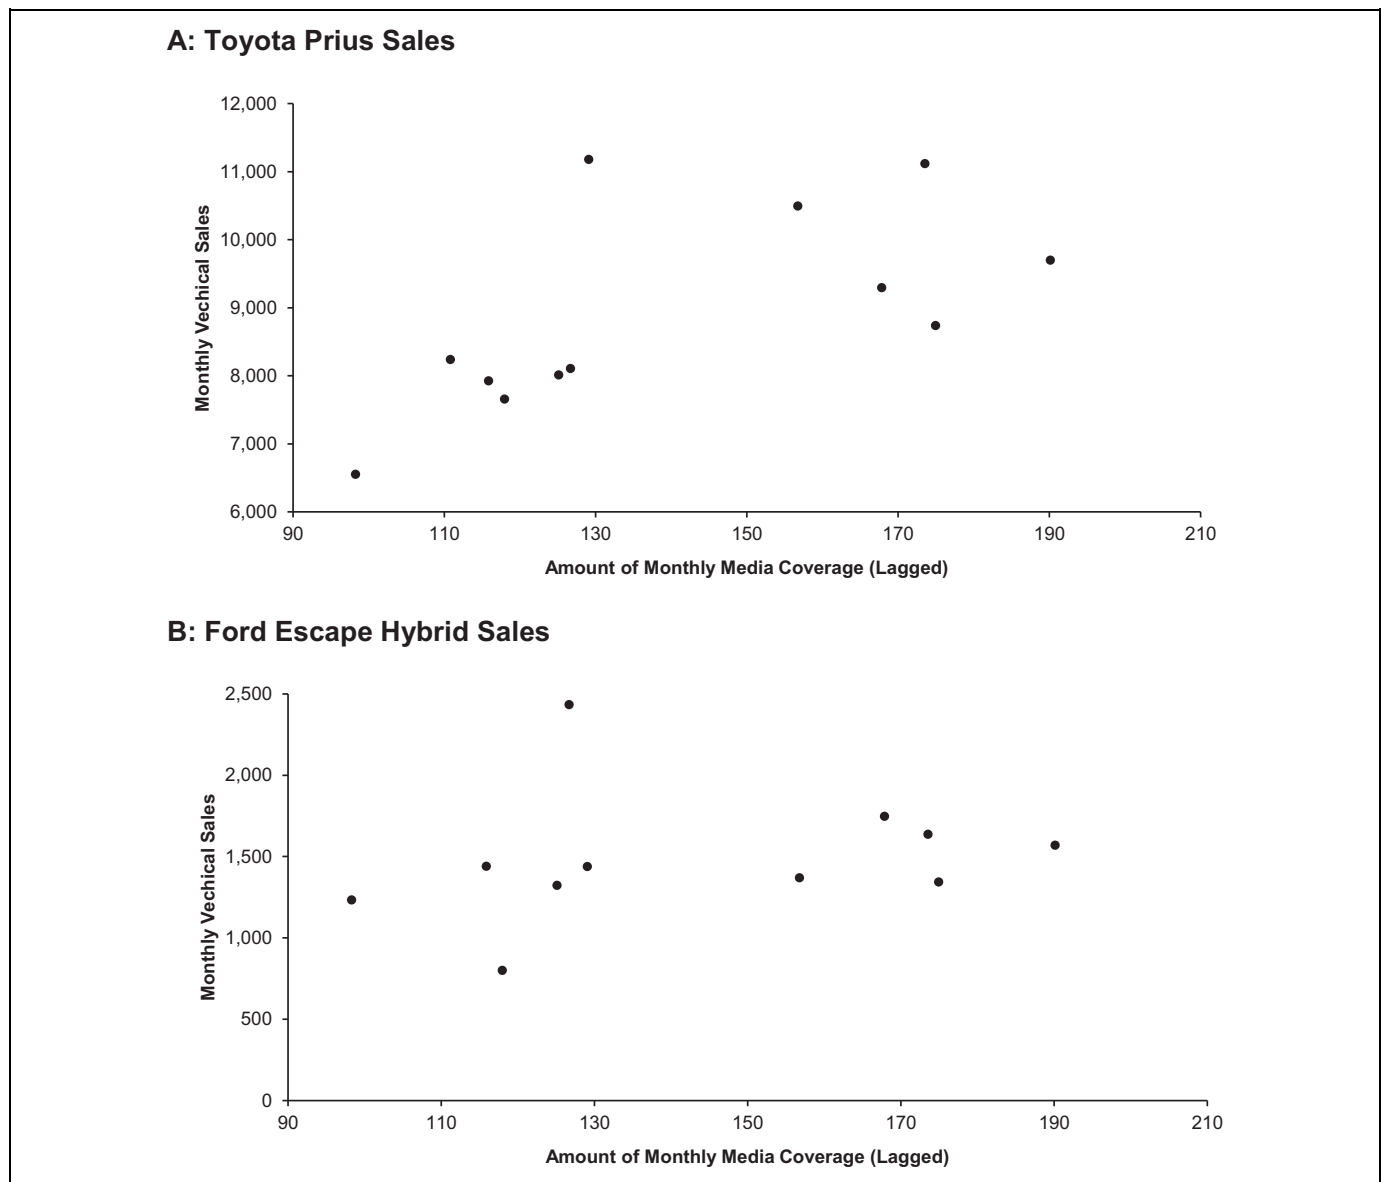 A: Toyota Prius Sales
12,000
11,000
10,000
9,000
8,000
7,000
6,000
Monthly Vechical Sales
90 110 130 150 170 190 210
Amount of Monthly Media Coverage (Lagged)
B: Ford Escape Hybrid Sales
2,500
2,000
1,500
1,000
500
0
Monthly Vechical Sales
90 110 130 150 170 190 210
Amount of Monthly Media Coverage (Lagged)